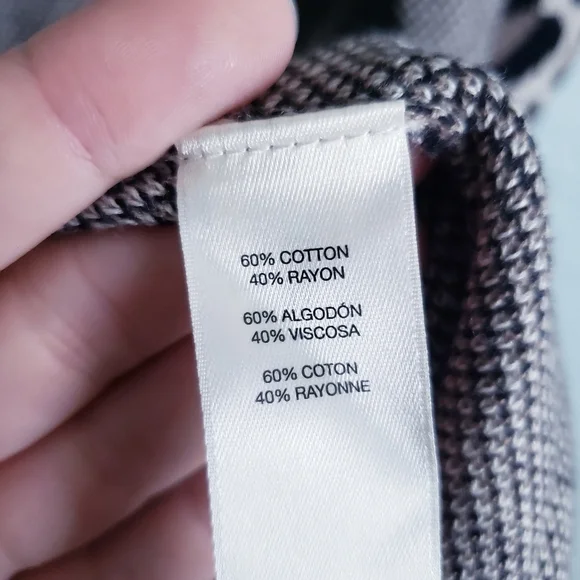 60% COTTON
40% RAYON
60% ALGODÓN
40% VISCOSA
60% COTON
40% RAYONNE